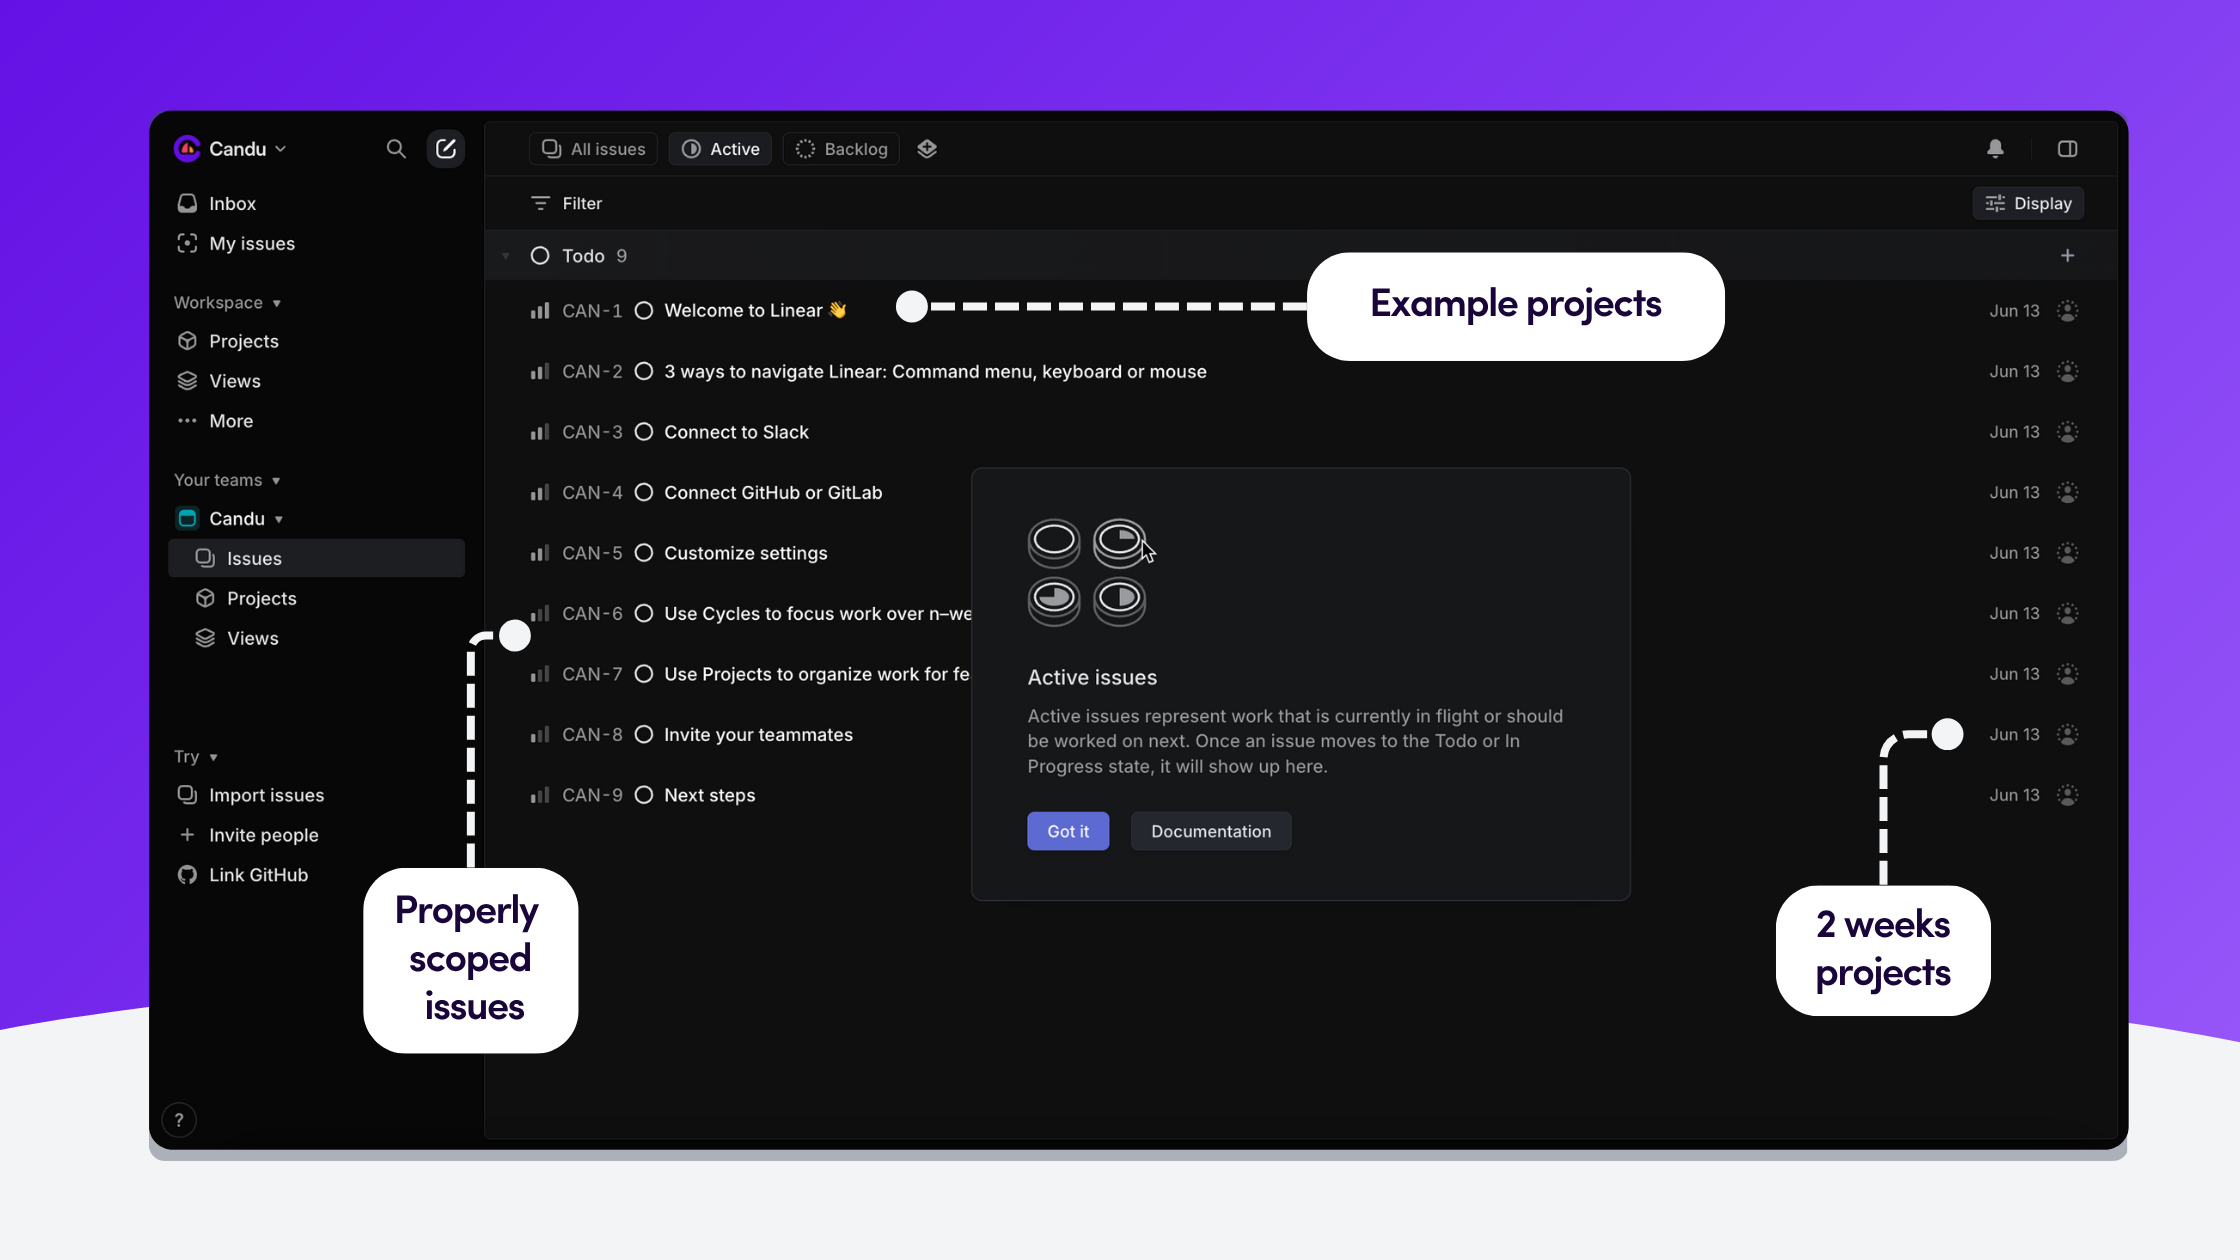 Candu
Inbox
My issues
Workspace
Projects
Views
More
Your teams
Candu
Issues
Projects
Views
Try
Import issues
Invite people
Link GitHub
?
All issues
Active
Backlog
Filter
Display
Todo 9
CAN-1 Welcome to Linear 👋 Jun 13
CAN-2 3 ways to navigate Linear: Command menu, keyboard or mouse Jun 13
CAN-3 Connect to Slack Jun 13
CAN-4 Connect GitHub or GitLab Jun 13
CAN-5 Customize settings Jun 13
CAN-6 Use Cycles to focus work over n–we Jun 13
CAN-7 Use Projects to organize work for fe Jun 13
CAN-8 Invite your teammates Jun 13
CAN-9 Next steps Jun 13
Active issues
Active issues represent work that is currently in flight or should
be worked on next. Once an issue moves to the Todo or In
Progress state, it will show up here.
Got it
Documentation
Example projects
Properly
scoped
issues
2 weeks
projects